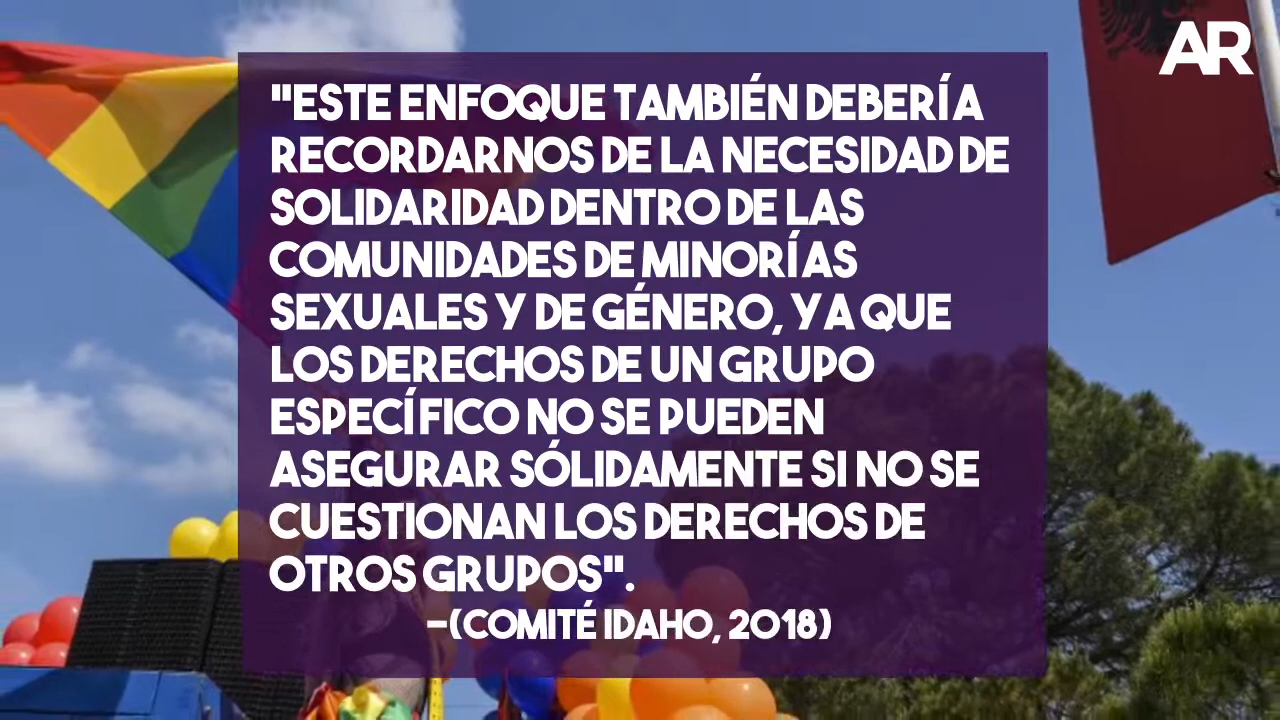 AR
"ESTE ENFOQUE TAMBIÉN DEBERÍA
RECORDARNOS DE LA NECESIDAD DE
SOLIDARIDAD DENTRO DE LAS
COMUNIDADES DE MINORÍAS
SEXUALES Y DE GÉNERO, YA QUE
LOS DERECHOS DE UN GRUPO
ESPECÍFICO NO SE PUEDEN
ASEGURAR SÓLIDAMENTE SI NO SE
CUESTIONAN LOS DERECHOS DE
OTROS GRUPOS".
-(COMITÉ IDAHO, 2018)